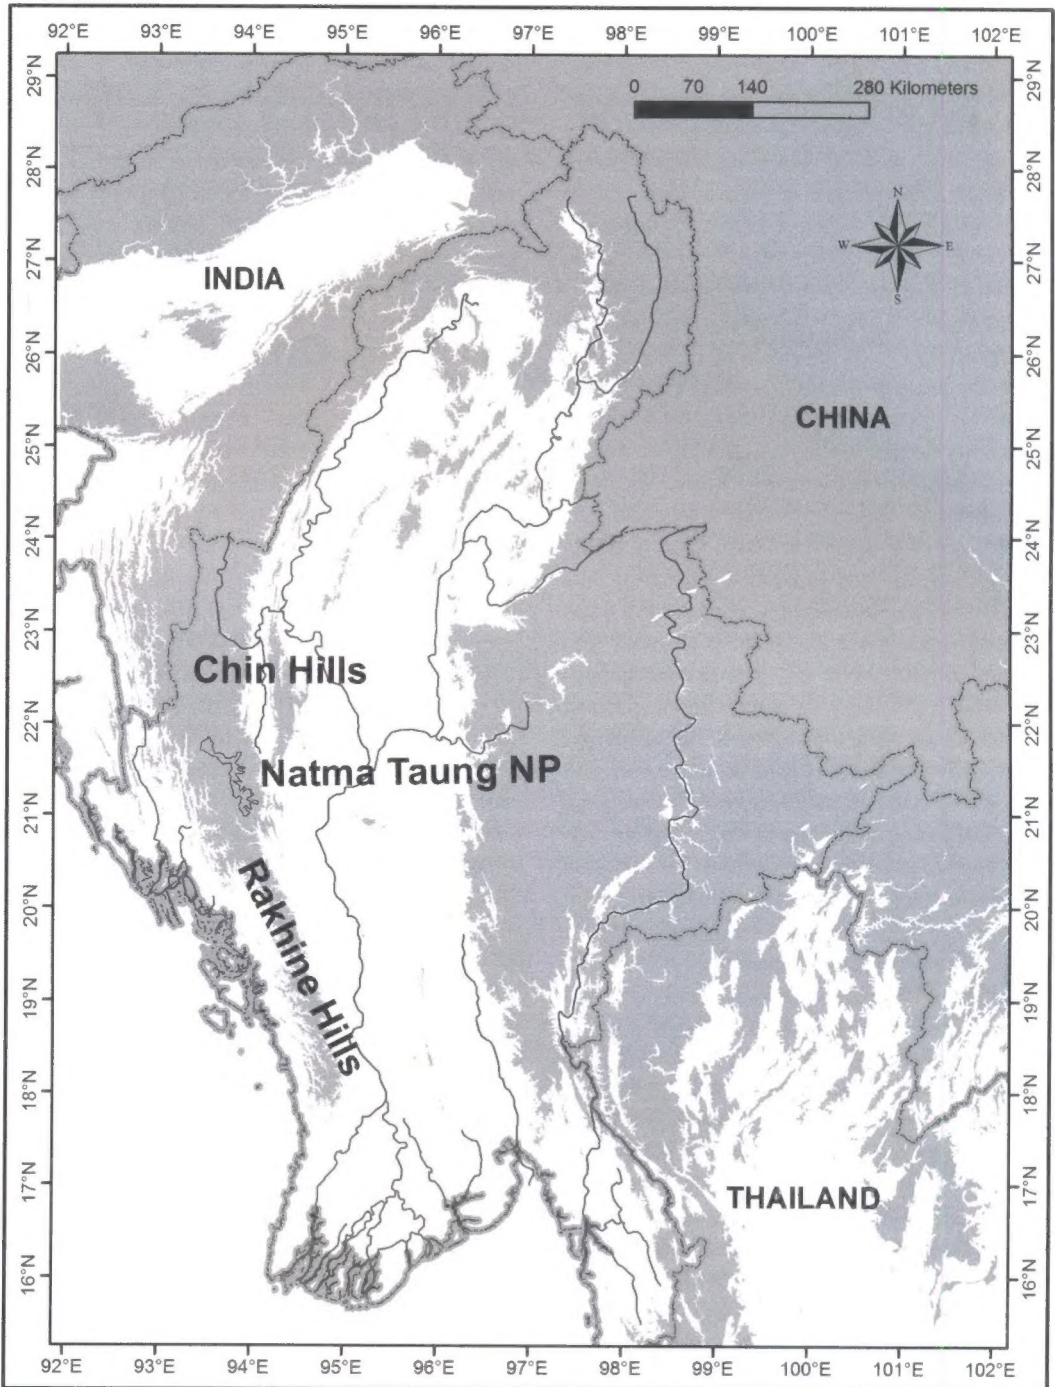 92°E 93°E 94°E 95°E 96°E 97°E 98°E 99°E 100°E 101°E 102°E
29°N 29°N
0 70 140 280 Kilometers
28°N 28°N
N
W E
S
27°N 27°N
INDIA
26°N 26°N
CHINA
25°N 25°N
24°N 24°N
23°N 23°N
Chin Hills
22°N 22°N
Natma Taung NP
21°N 21°N
Rakhine Hills
20°N 20°N
19°N 19°N
18°N 18°N
17°N 17°N
THAILAND
16°N 16°N
92°E 93°E 94°E 95°E 96°E 97°E 98°E 99°E 100°E 101°E 102°E